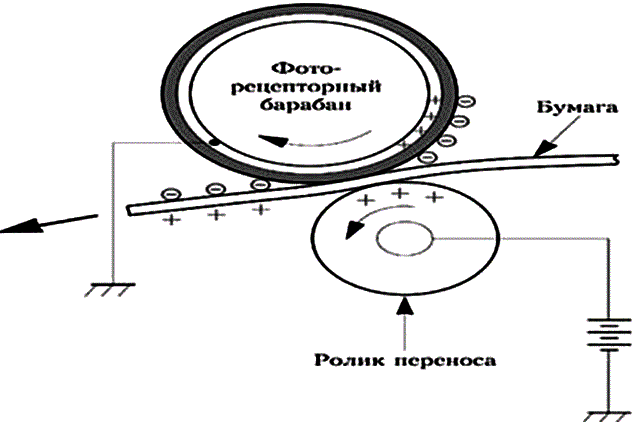 Фото-
рецепторный
барабан
Бумага
Ролик переноса